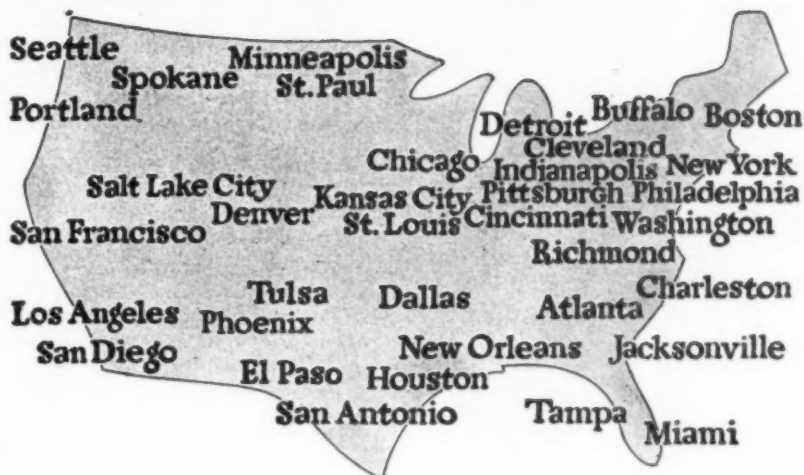 Seattle
Minneapolis
Spokane
St. Paul
Portland
Detroit
Buffalo
Boston
Cleveland
Chicago
Indianapolis
New York
Salt Lake City
Kansas City
Pittsburgh
Philadelphia
Denver
St. Louis
Cincinnati
Washington
San Francisco
Richmond
Tulsa
Dallas
Charleston
Los Angeles
Phoenix
Atlanta
San Diego
New Orleans
Jacksonville
El Paso
Houston
San Antonio
Tampa
Miami